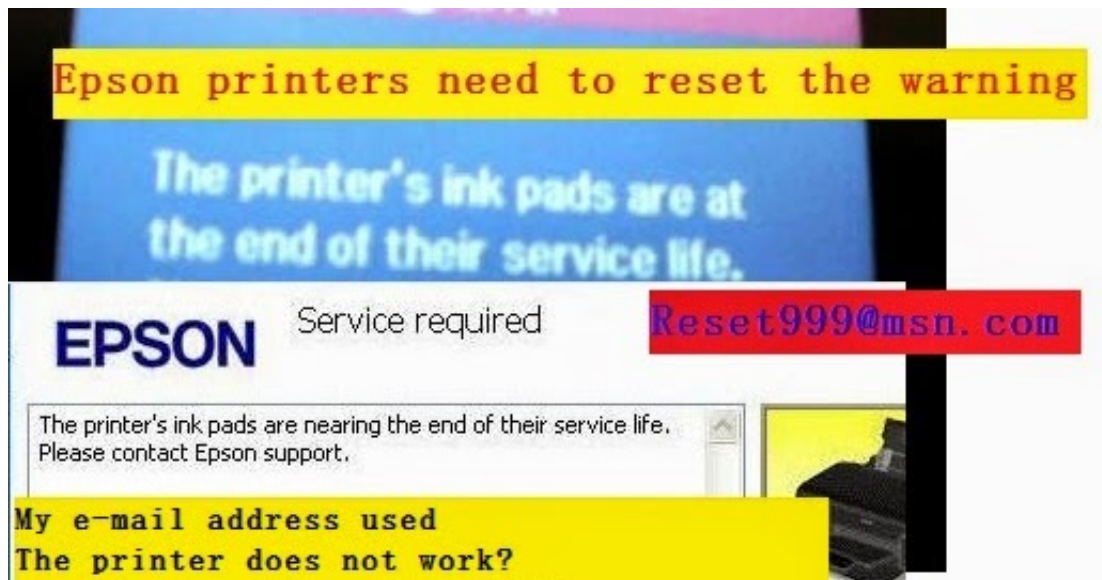 Epson printers need to reset the warning
The printer's ink pads are at
the end of their service life.
EPSON
Service required
Reset999@msn.com
The printer's ink pads are nearing the end of their service life.
Please contact Epson support.
My e-mail address used
The printer does not work?